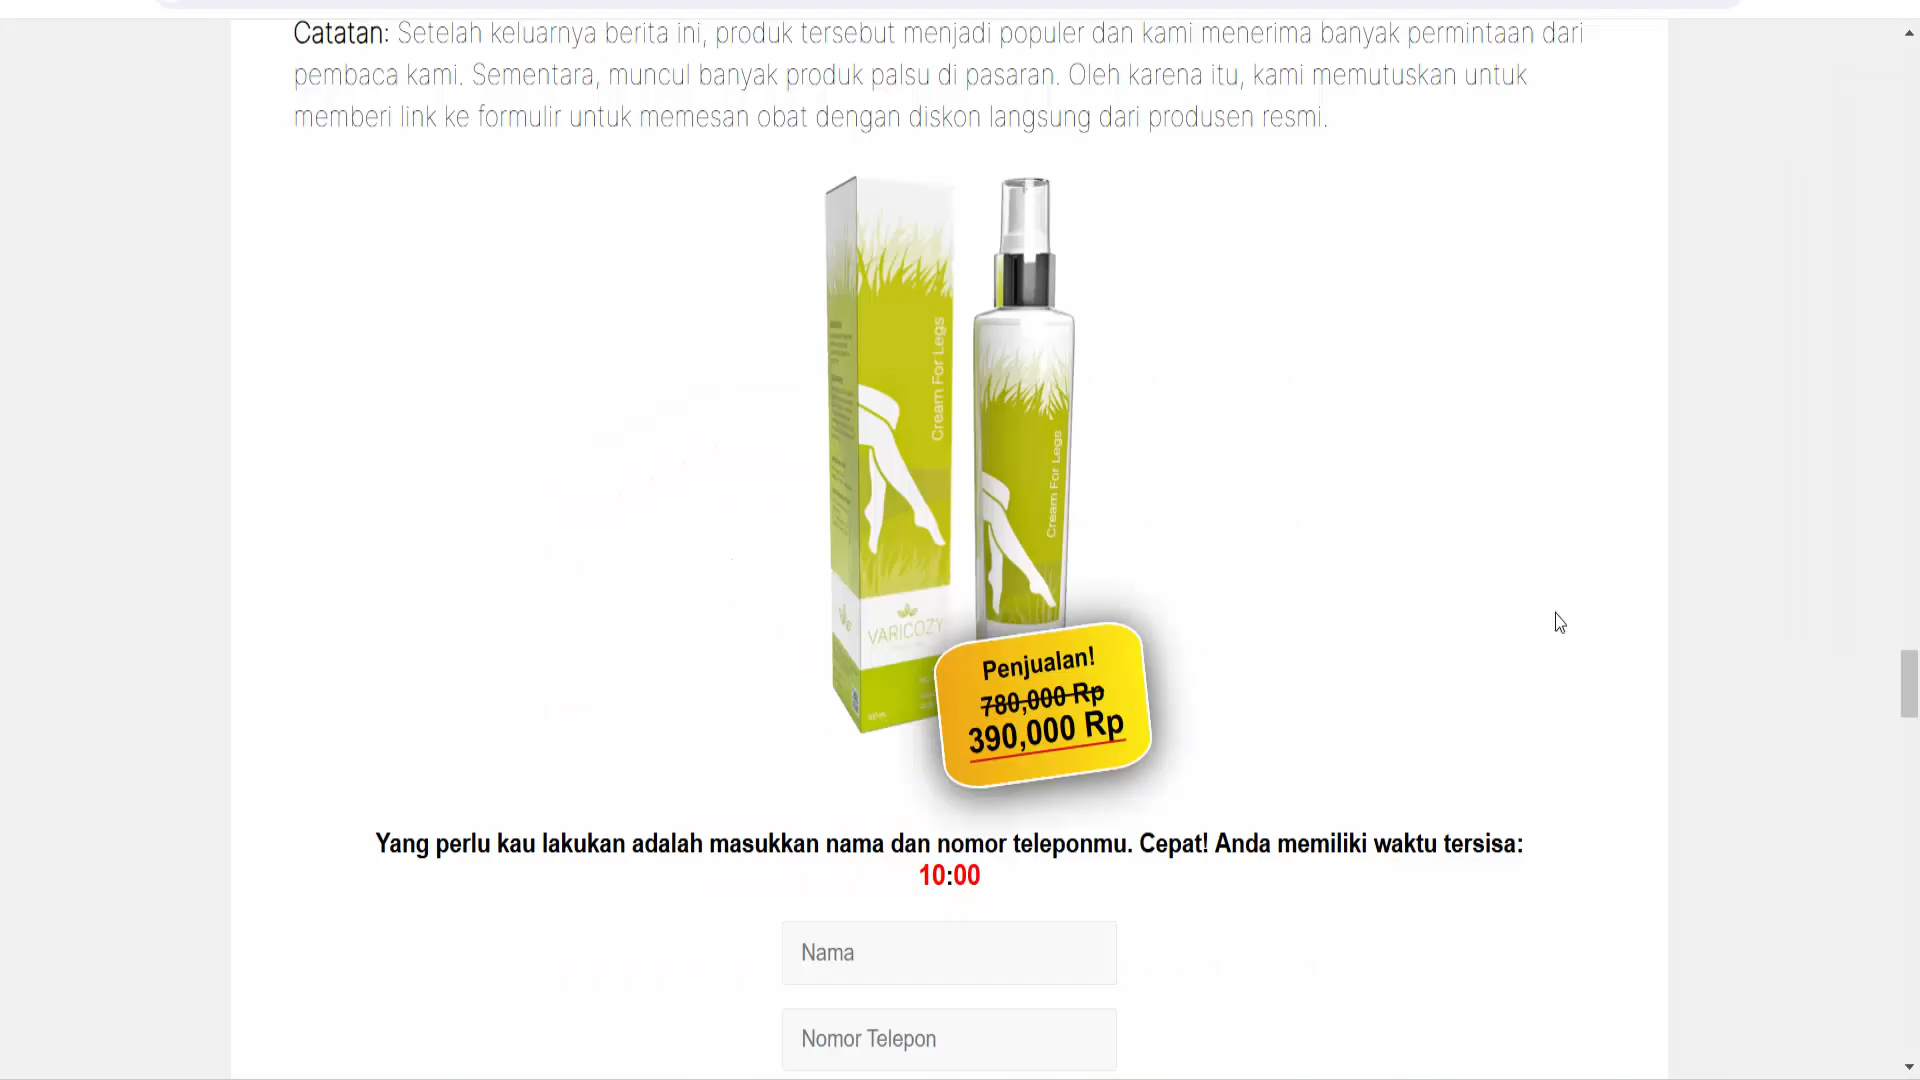 Catatan: Setelah keluarnya berita ini, produk tersebut menjadi populer dan kami menerima banyak permintaan dari
pembaca kami. Sementara, muncul banyak produk palsu di pasaran. Oleh karena itu, kami memutuskan untuk
memberi link ke formulir untuk memesan obat dengan diskon langsung dari produsen resmi.
Cream For Legs
Cream For Legs
VARICOZY
Penjualan!
780,000 Rp
390,000 Rp
Yang perlu kau lakukan adalah masukkan nama dan nomor teleponmu. Cepat! Anda memiliki waktu tersisa:
10:00
Nama
Nomor Telepon